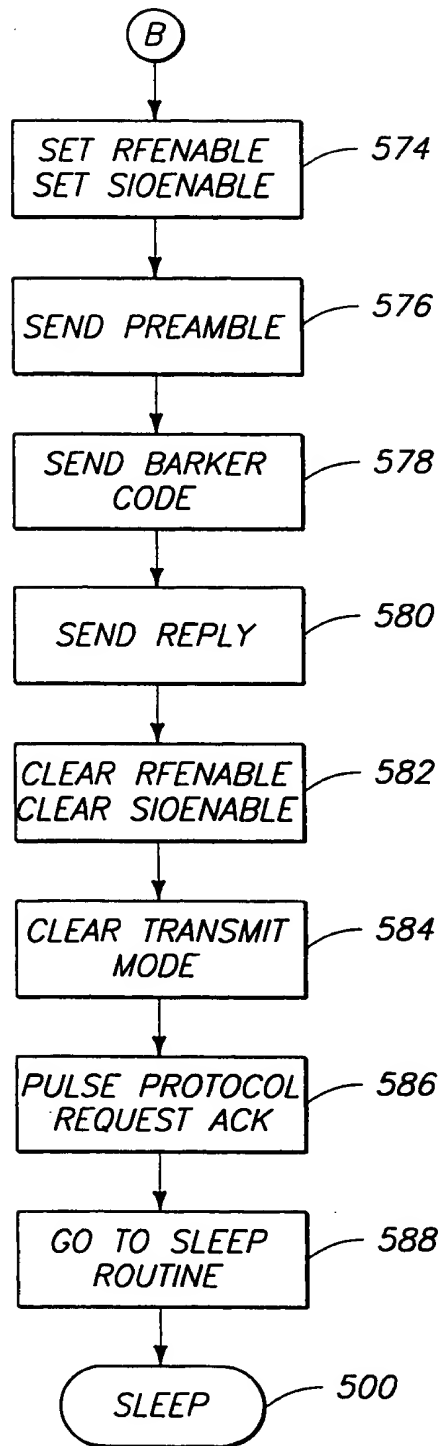 B
SET RFENABLE
SET SIOENABLE
574
SEND PREAMBLE
576
SEND BARKER
CODE
578
SEND REPLY
580
CLEAR RFENABLE
CLEAR SIOENABLE
582
CLEAR TRANSMIT
MODE
584
PULSE PROTOCOL
REQUEST ACK
586
GO TO SLEEP
ROUTINE
588
SLEEP
500